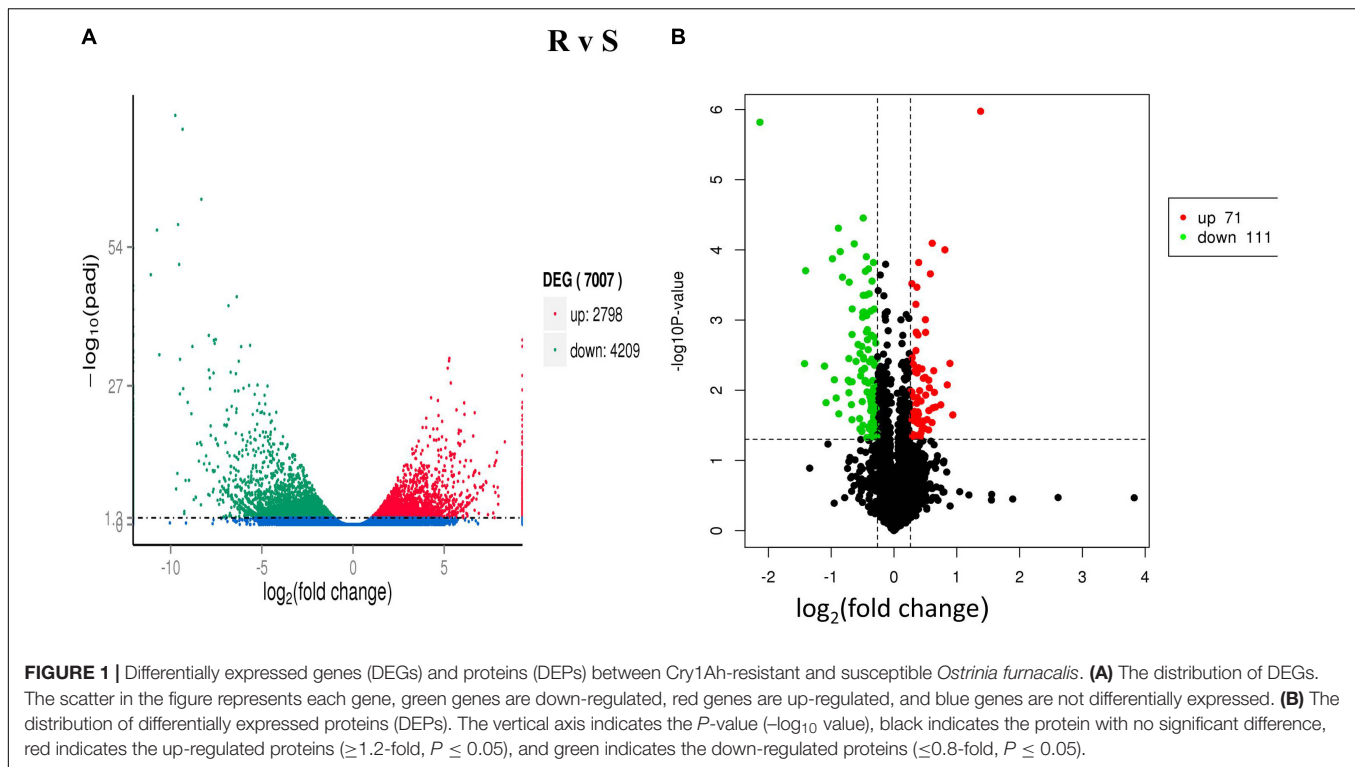 A
R v S
B
−log₁₀(padj)
54
27
1.3
0
-10
-5
0
5
log₂(fold change)
DEG ( 7007 )
up: 2798
down: 4209
-log10P-value
6
5
4
3
2
1
0
-2
-1
0
1
2
3
4
log₂(fold change)
up 71
down 111
FIGURE 1 | Differentially expressed genes (DEGs) and proteins (DEPs) between Cry1Ah-resistant and susceptible Ostrinia furnacalis. (A) The distribution of DEGs.
The scatter in the figure represents each gene, green genes are down-regulated, red genes are up-regulated, and blue genes are not differentially expressed. (B) The
distribution of differentially expressed proteins (DEPs). The vertical axis indicates the P-value (–log₁₀ value), black indicates the protein with no significant difference,
red indicates the up-regulated proteins (≥1.2-fold, P ≤ 0.05), and green indicates the down-regulated proteins (≤0.8-fold, P ≤ 0.05).